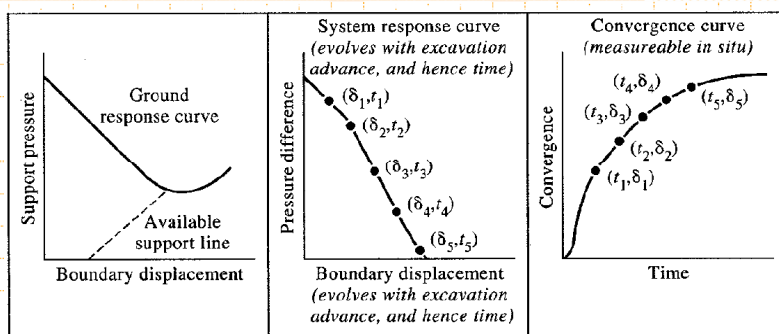 Support pressure
Ground
response curve
Available
support line
Boundary displacement
System response curve
(evolves with excavation
advance, and hence time)
Pressure difference
(δ₁,t₁)
(δ₂,t₂)
(δ₃,t₃)
(δ₄,t₄)
(δ₅,t₅)
Boundary displacement
(evolves with excavation
advance, and hence time)
Convergence curve
(measureable in situ)
Convergence
(t₄,δ₄)
(t₅,δ₅)
(t₃,δ₃)
(t₂,δ₂)
(t₁,δ₁)
Time